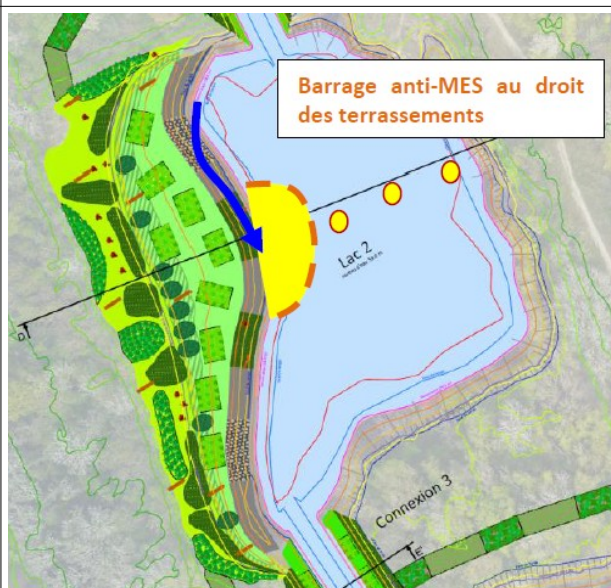 Barrage anti-MES au droit
des terrassements
Lac 2
D
Connexion 3
E